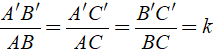 A′B′/AB = A′C′/AC = B′C′/BC = k